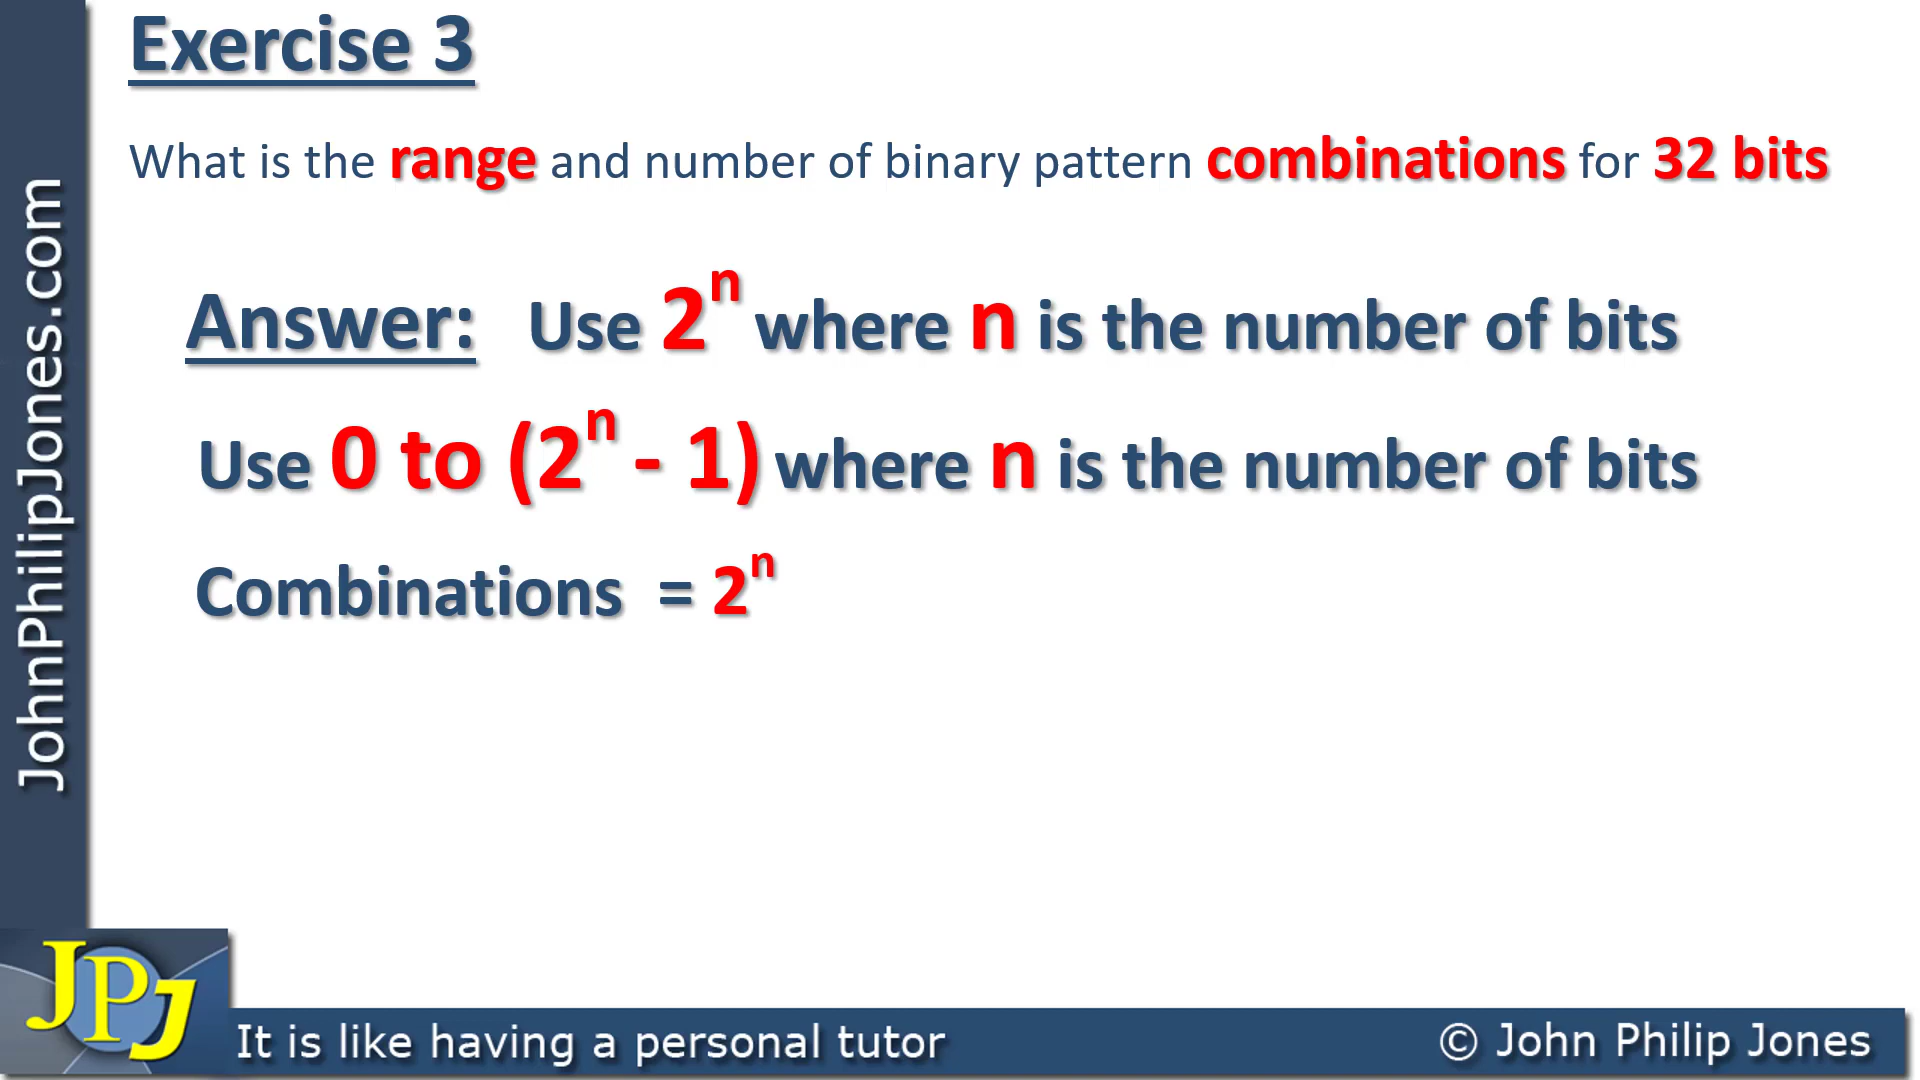 Exercise 3
What is the range and number of binary pattern combinations for 32 bits
Answer: Use 2ⁿ where n is the number of bits
Use 0 to (2ⁿ - 1) where n is the number of bits
Combinations = 2ⁿ
JohnPhilipJones.com
JPJ
It is like having a personal tutor
© John Philip Jones